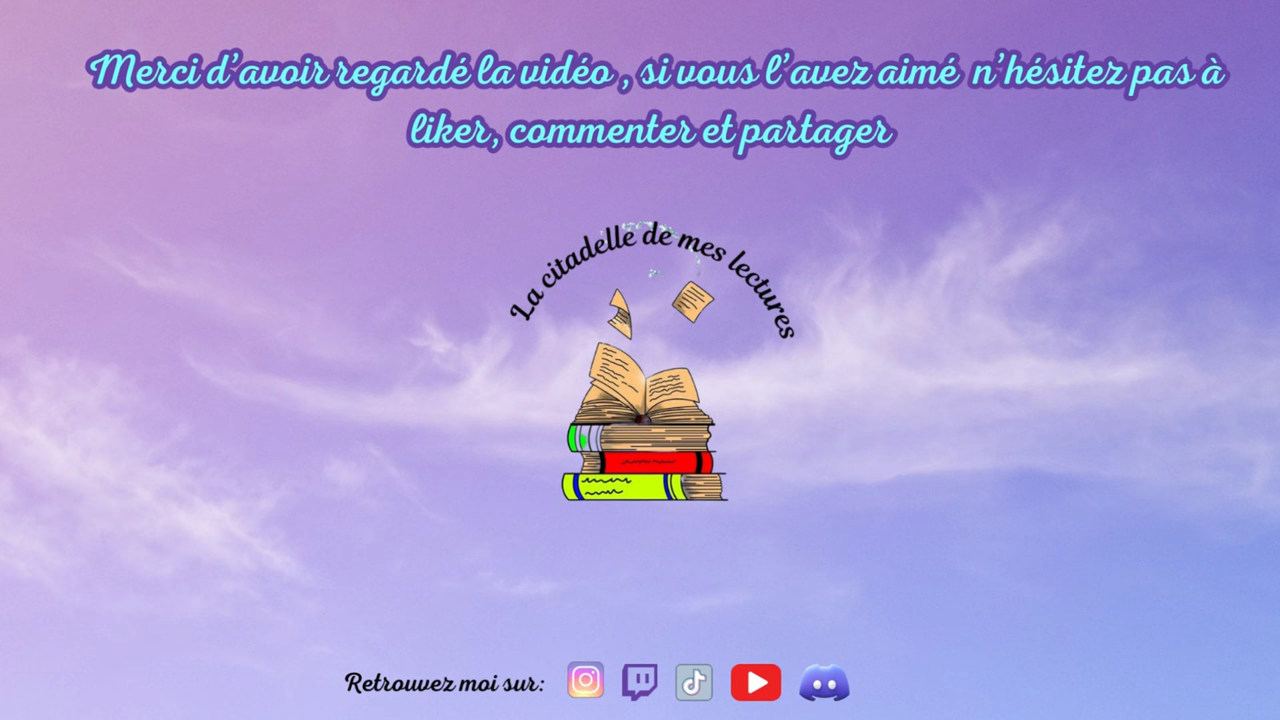 Merci d'avoir regardé la vidéo , si vous l'avez aimé n'hésitez pas à
liker, commenter et partager
La citadelle de mes lectures
Retrouvez moi sur: